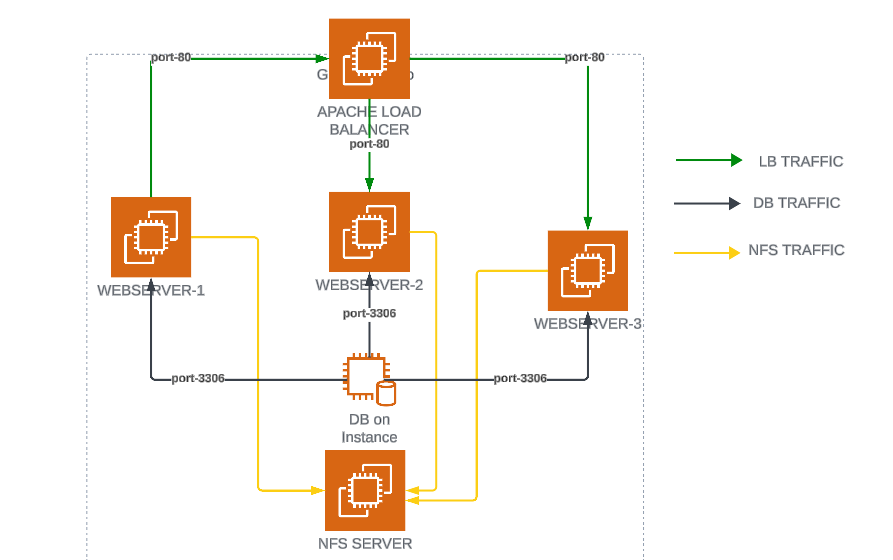 port-80
port-80
APACHE LOAD
BALANCER
port-80
LB TRAFFIC
DB TRAFFIC
NFS TRAFFIC
WEBSERVER-1
WEBSERVER-2
WEBSERVER-3
port-3306
port-3306
port-3306
DB on
Instance
NFS SERVER